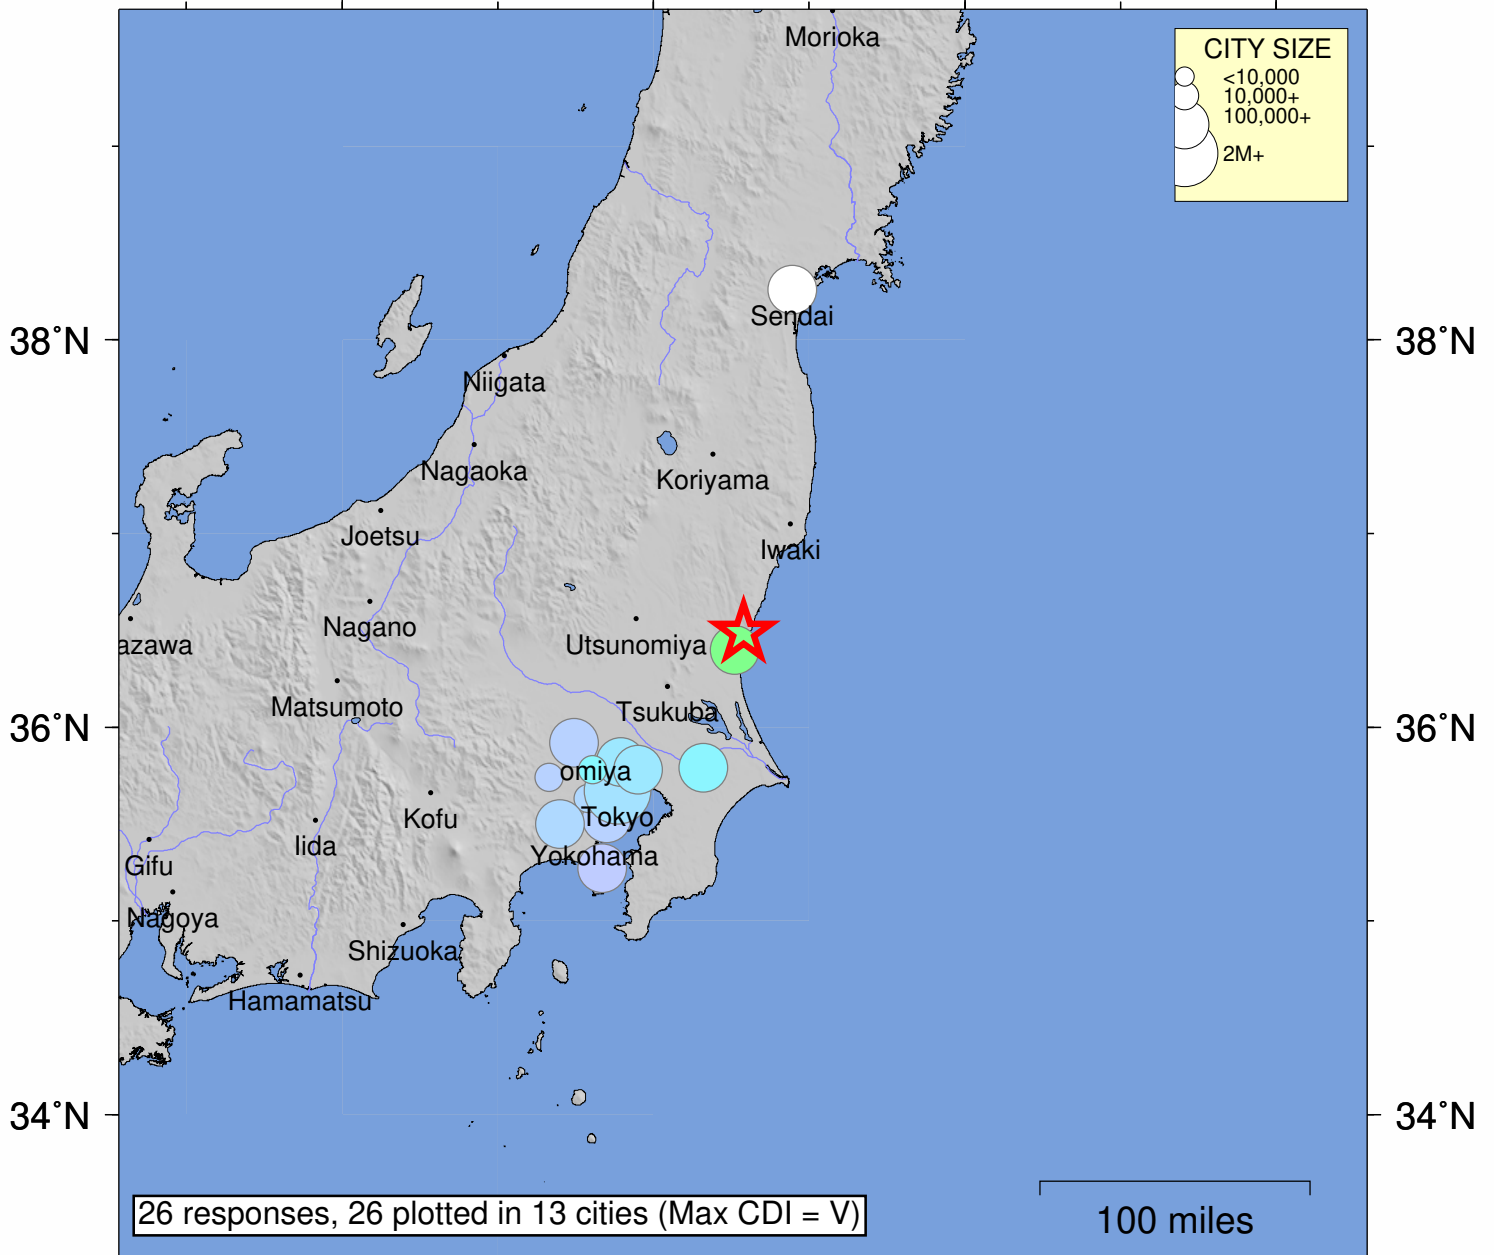 Morioka
CITY SIZE
<10,000
10,000+
100,000+
2M+
Sendai
38°N
38°N
Niigata
Nagaoka
Koriyama
Joetsu
Iwaki
Nagano
azawa
Utsunomiya
Matsumoto
Tsukuba
36°N
36°N
omiya
Tokyo
Kofu
Iida
Yokohama
Gifu
Nagoya
Shizuoka
Hamamatsu
34°N
34°N
26 responses, 26 plotted in 13 cities (Max CDI = V)
100 miles